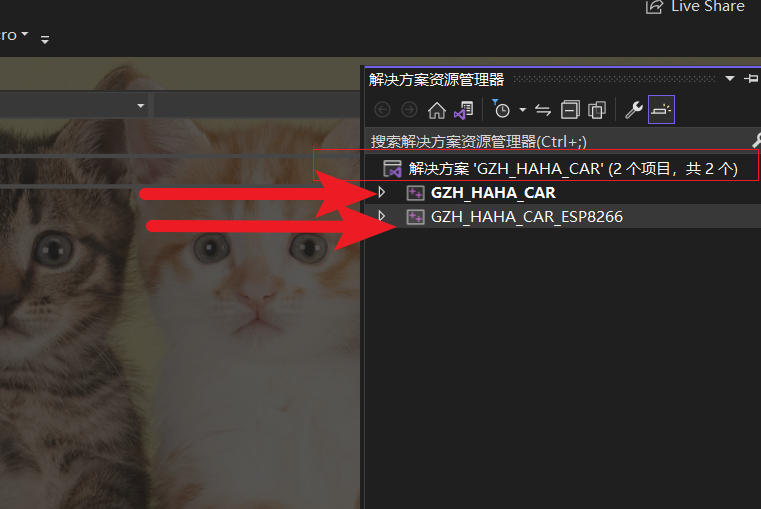 Live Share
ro
解决方案资源管理器
搜索解决方案资源管理器(Ctrl+;)
解决方案 'GZH_HAHA_CAR' (2 个项目，共 2 个)
GZH_HAHA_CAR
GZH_HAHA_CAR_ESP8266